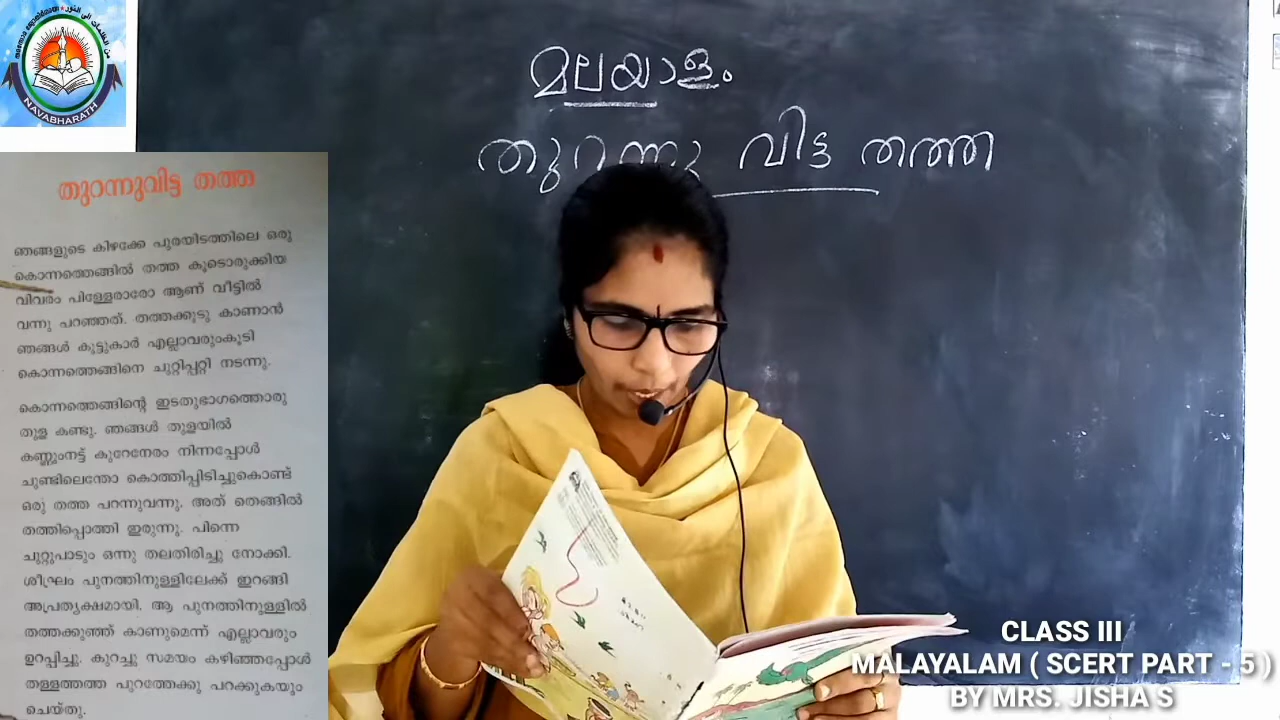 NAVABHARATH
മലയാളം
തുറന്നു വിട്ട തത്ത
തുറന്നുവിട്ട തത്ത
ഞങ്ങളുടെ കിഴക്കേ പുരയിടത്തിലെ ഒരു
കൊന്നത്തെങ്ങിൽ തത്ത കൂടൊരുക്കിയ
വിവരം പിള്ളേരാരോ ആണ് വീട്ടിൽ
വന്നു പറഞ്ഞത്. തത്തക്കൂടു കാണാൻ
ഞങ്ങൾ കൂട്ടുകാർ എല്ലാവരുംകൂടി
കൊന്നത്തെങ്ങിനെ ചുറ്റിപ്പറ്റി നടന്നു.
കൊന്നത്തെങ്ങിന്റെ ഇടതുഭാഗത്തൊരു
തുള കണ്ടു. ഞങ്ങൾ തുളയിൽ
കണ്ണുംനട്ട് കുറേനേരം നിന്നപ്പോൾ
ചുണ്ടിലെന്തോ കൊത്തിപ്പിടിച്ചുകൊണ്ട്
ഒരു തത്ത പറന്നുവന്നു. അത് തെങ്ങിൽ
തത്തിപ്പൊത്തി ഇരുന്നു. പിന്നെ
ചുറ്റുപാടും ഒന്നു തലതിരിച്ചു നോക്കി.
ശീഘ്രം പുനത്തിനുള്ളിലേക്ക് ഇറങ്ങി
അപ്രത്യക്ഷമായി. ആ പുനത്തിനുള്ളിൽ
തത്തക്കുഞ്ഞ് കാണുമെന്ന് എല്ലാവരും
ഉറപ്പിച്ചു. കുറച്ചു സമയം കഴിഞ്ഞപ്പോൾ
തള്ളത്തത്ത പുറത്തേക്കു പറക്കുകയും
ചെയ്തു.
CLASS III
MALAYALAM ( SCERT PART - 5 )
BY MRS. JISHA S